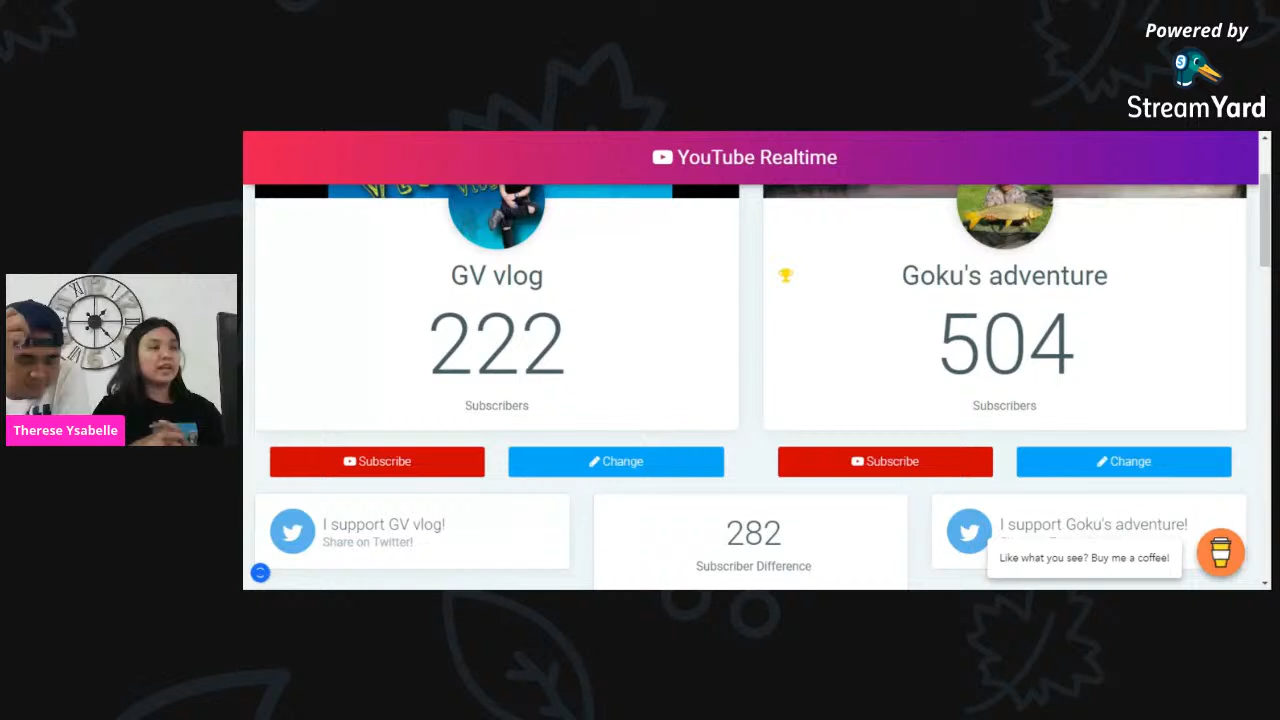 Powered by
StreamYard
YouTube Realtime
GV vlog
222
Subscribers
Subscribe
Change
Goku's adventure
504
Subscribers
Subscribe
Change
I support GV vlog!
Share on Twitter!
282
Subscriber Difference
I support Goku's adventure!
Like what you see? Buy me a coffee!
Therese Ysabelle